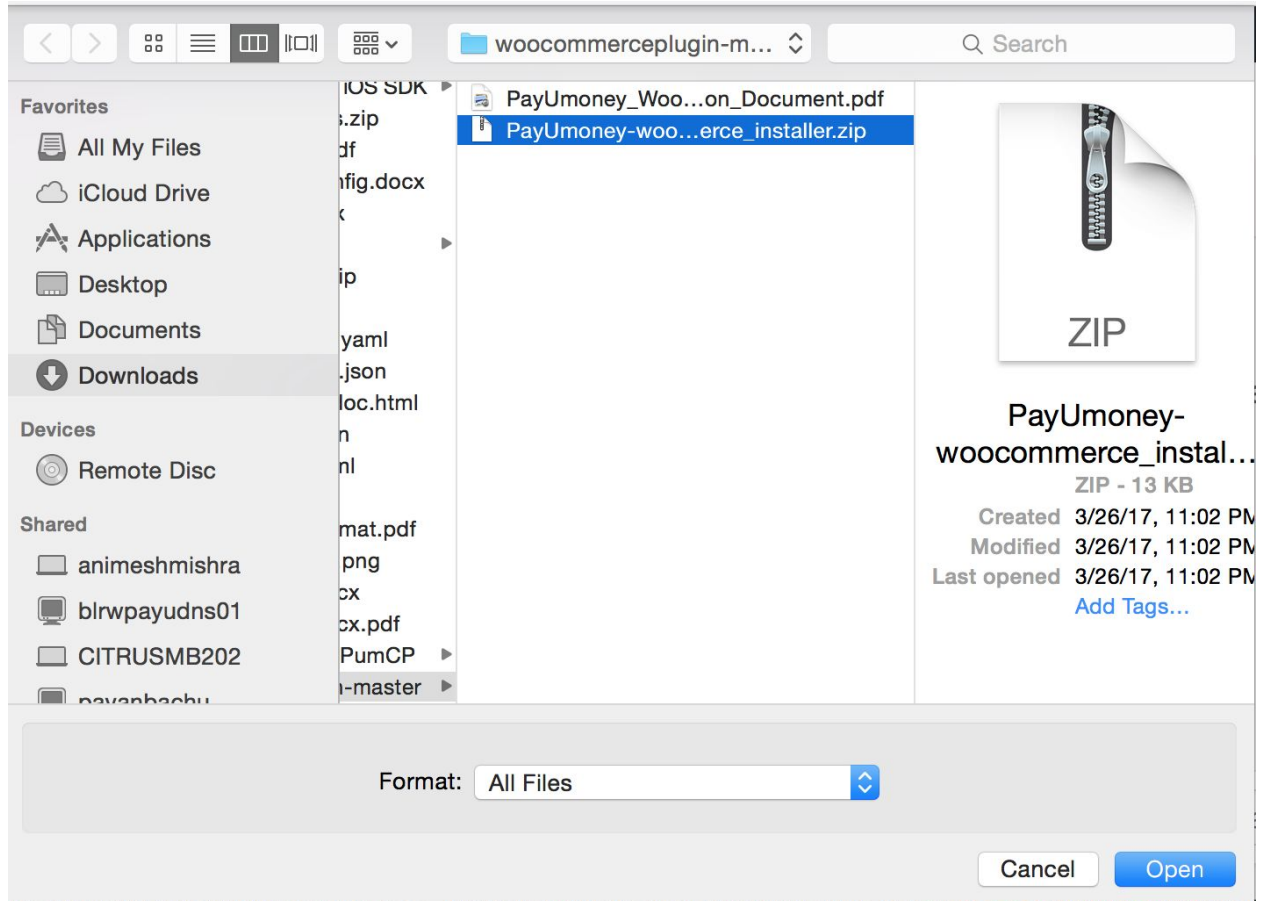 woocommerceplugin-m...
Search
Favorites
All My Files
iCloud Drive
Applications
Desktop
Documents
Downloads
Devices
Remote Disc
Shared
animeshmishra
blrwpayudns01
CITRUSMB202
pavanbachu
iOS SDK
s.zip
df
nfig.docx
x
ip
yaml
.json
loc.html
n
nl
mat.pdf
png
cx
cx.pdf
PumCP
n-master
PayUmoney_Woo...on_Document.pdf
PayUmoney-woo...erce_installer.zip
ZIP
PayUmoney-
woocommerce_instal...
ZIP - 13 KB
Created 3/26/17, 11:02 PM
Modified 3/26/17, 11:02 PM
Last opened 3/26/17, 11:02 PM
Add Tags...
Format: All Files
Cancel Open